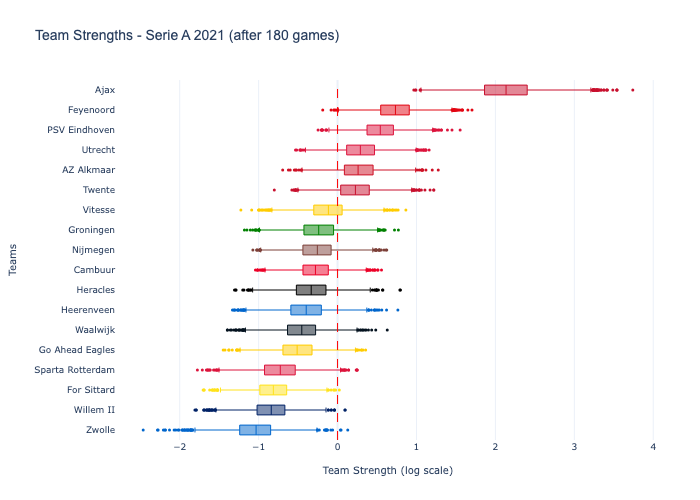 Team Strengths - Serie A 2021 (after 180 games)
Ajax
Feyenoord
PSV Eindhoven
Utrecht
AZ Alkmaar
Twente
Vitesse
Groningen
Nijmegen
Cambuur
Heracles
Heerenveen
Waalwijk
Go Ahead Eagles
Sparta Rotterdam
For Sittard
Willem II
Zwolle
Teams
−2 −1 0 1 2 3 4
Team Strength (log scale)